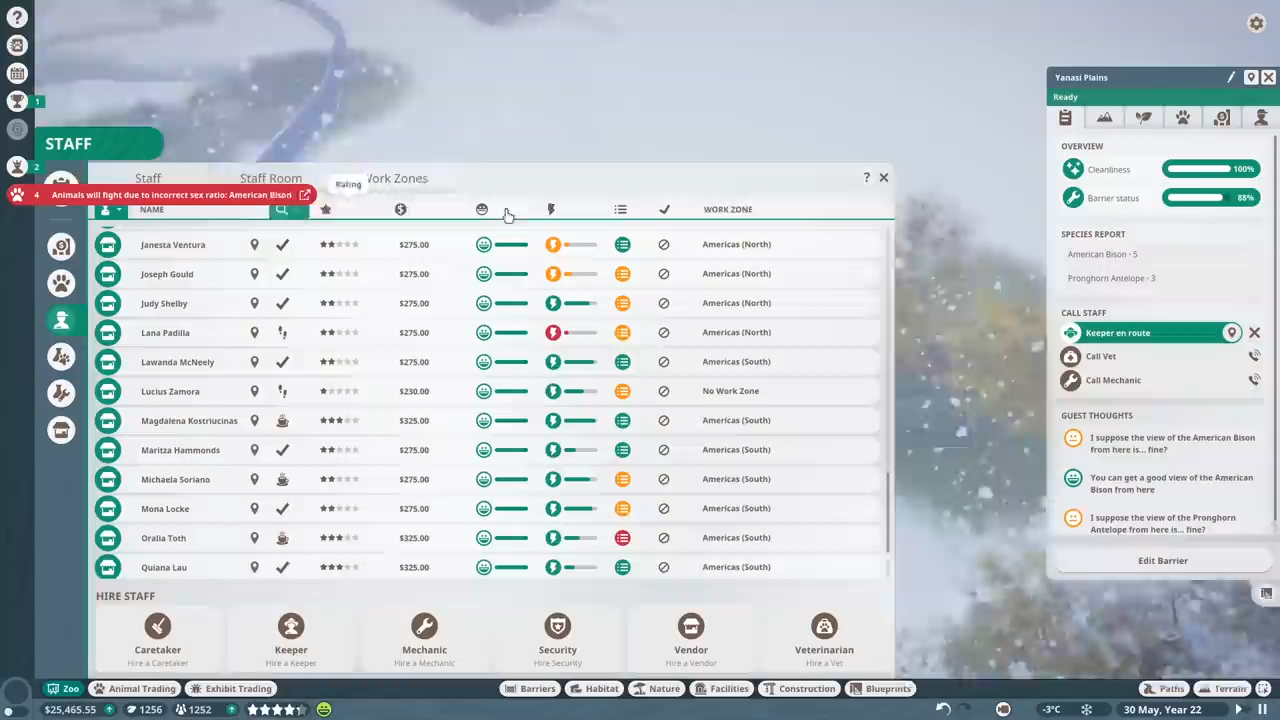 ?
1
STAFF
2
Staff
Staff Room
Work Zones
?
Rating
4 Animals will fight due to incorrect sex ratio: American Bison
NAME
WORK ZONE
Janesta Ventura $275.00 Americas (North)
Joseph Gould $275.00 Americas (North)
Judy Shelby $275.00 Americas (North)
Lana Padilla $275.00 Americas (North)
Lawanda McNeely $275.00 Americas (South)
Lucius Zamora $230.00 No Work Zone
Magdalena Kostriucinas $325.00 Americas (South)
Maritza Hammonds $275.00 Americas (South)
Michaela Soriano $275.00 Americas (South)
Mona Locke $275.00 Americas (South)
Oralia Toth $325.00 Americas (South)
Quiana Lau $325.00 Americas (South)
HIRE STAFF
Caretaker
Hire a Caretaker
Keeper
Hire a Keeper
Mechanic
Hire a Mechanic
Security
Hire Security
Vendor
Hire a Vendor
Veterinarian
Hire a Vet
Yanasi Plains
Ready
OVERVIEW
Cleanliness 100%
Barrier status 88%
SPECIES REPORT
American Bison · 5
Pronghorn Antelope · 3
CALL STAFF
Keeper en route
Call Vet
Call Mechanic
GUEST THOUGHTS
I suppose the view of the American Bison
from here is... fine?
You can get a good view of the American
Bison from here
I suppose the view of the Pronghorn
Antelope from here is... fine?
Edit Barrier
Zoo
Animal Trading
Exhibit Trading
Barriers
Habitat
Nature
Facilities
Construction
Blueprints
Paths
Terrain
$25,465.55
1256
1252
-3°C
30 May, Year 22